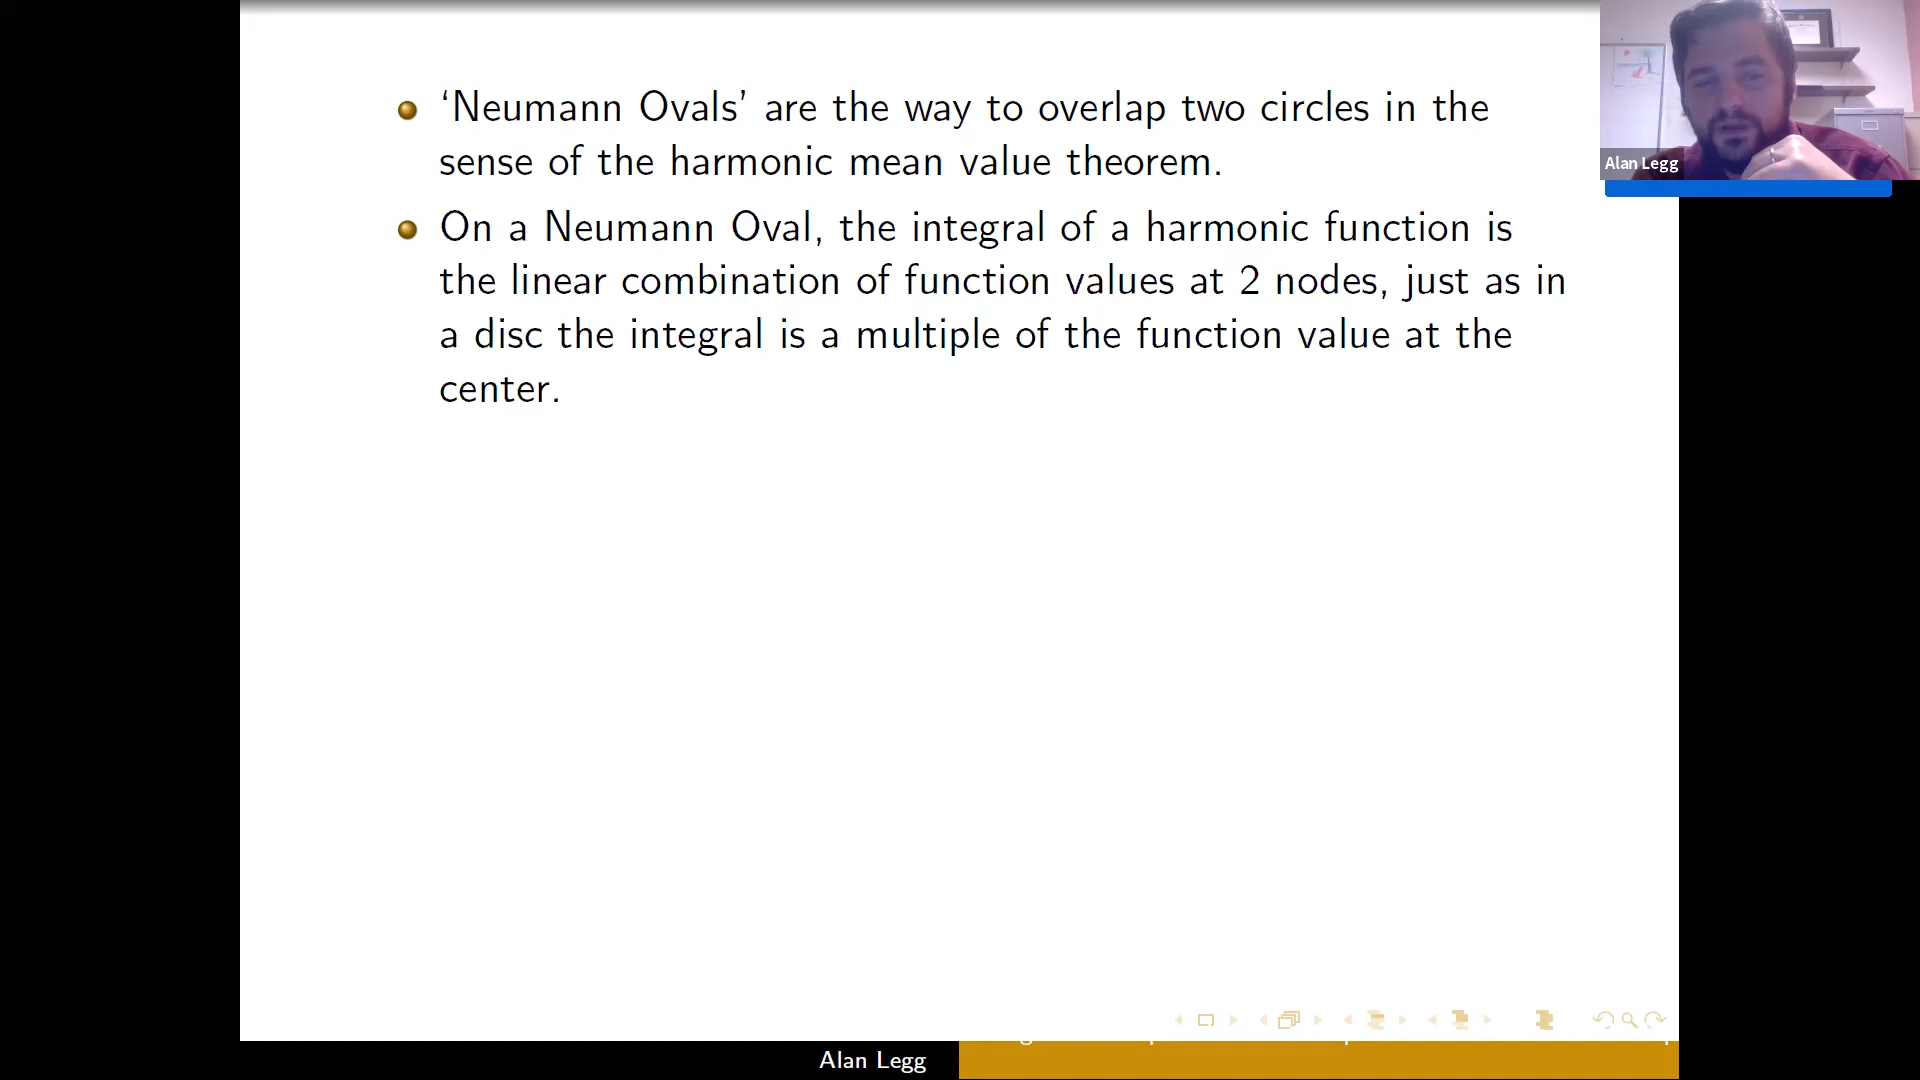 ‘Neumann Ovals’ are the way to overlap two circles in the
sense of the harmonic mean value theorem.
On a Neumann Oval, the integral of a harmonic function is
the linear combination of function values at 2 nodes, just as in
a disc the integral is a multiple of the function value at the
center.
Alan Legg
Alan Legg